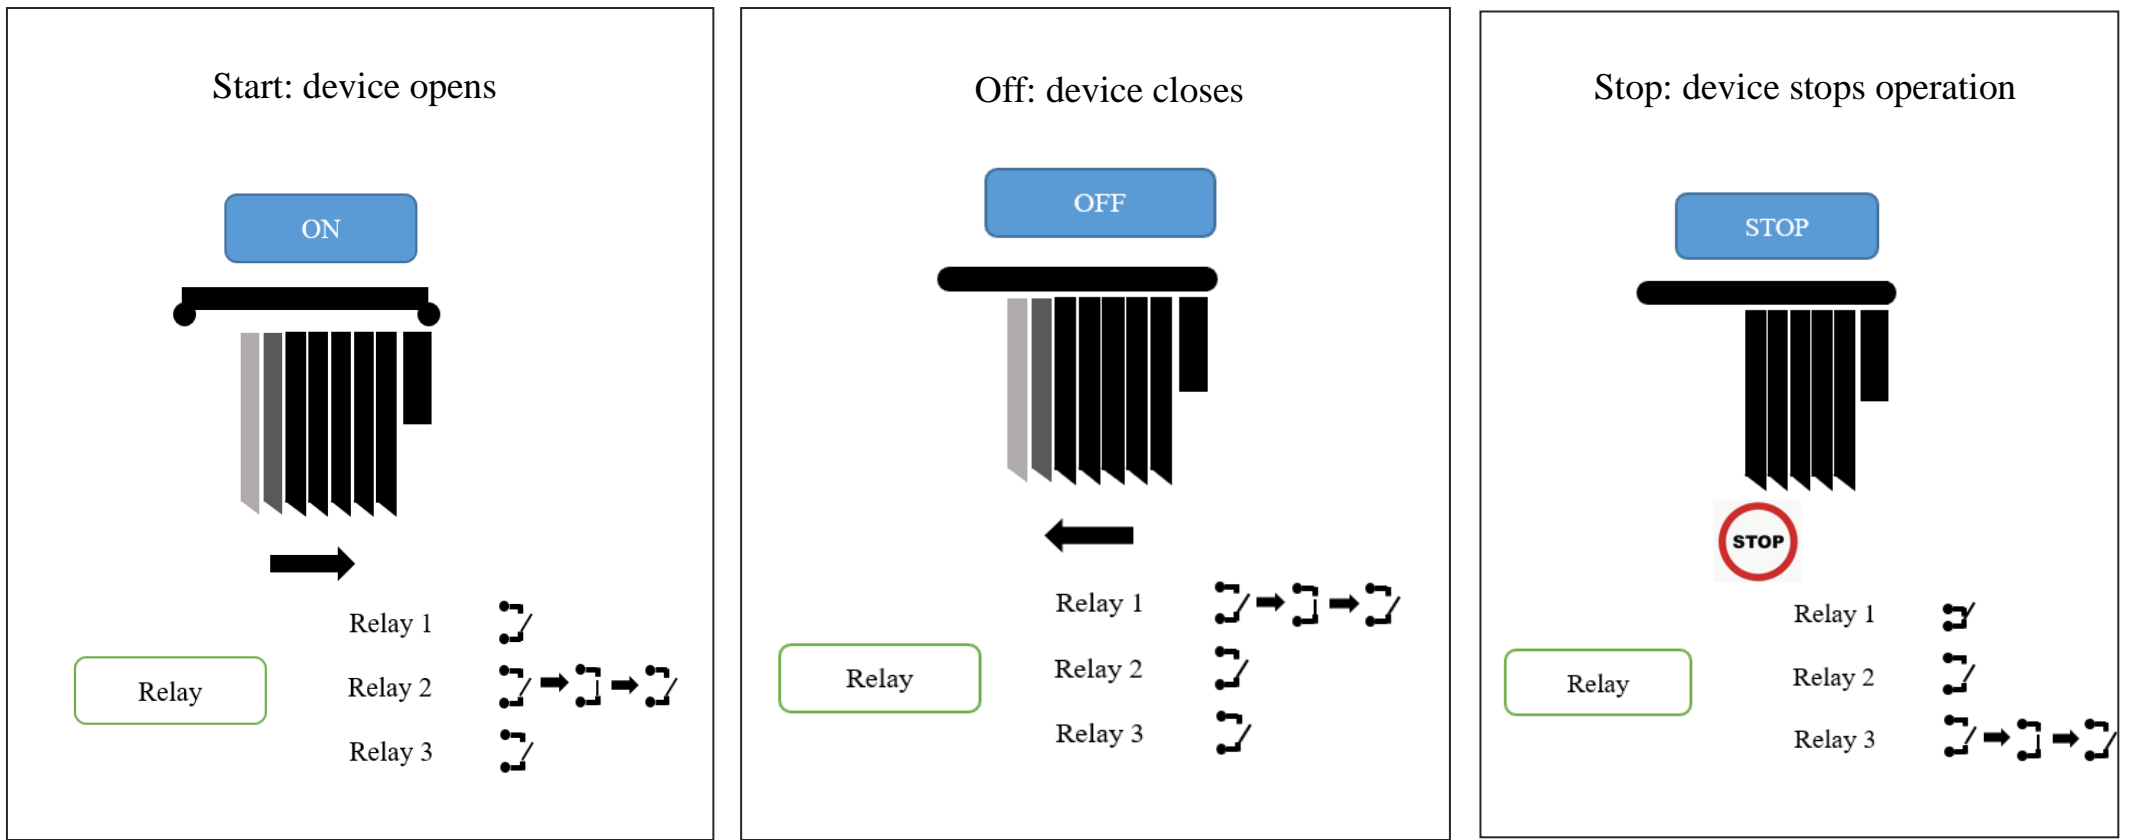 Start: device opens
ON
Relay 1
Relay 2
Relay 3
Relay
Off: device closes
OFF
Relay 1
Relay 2
Relay 3
Relay
Stop: device stops operation
STOP
STOP
Relay 1
Relay 2
Relay 3
Relay